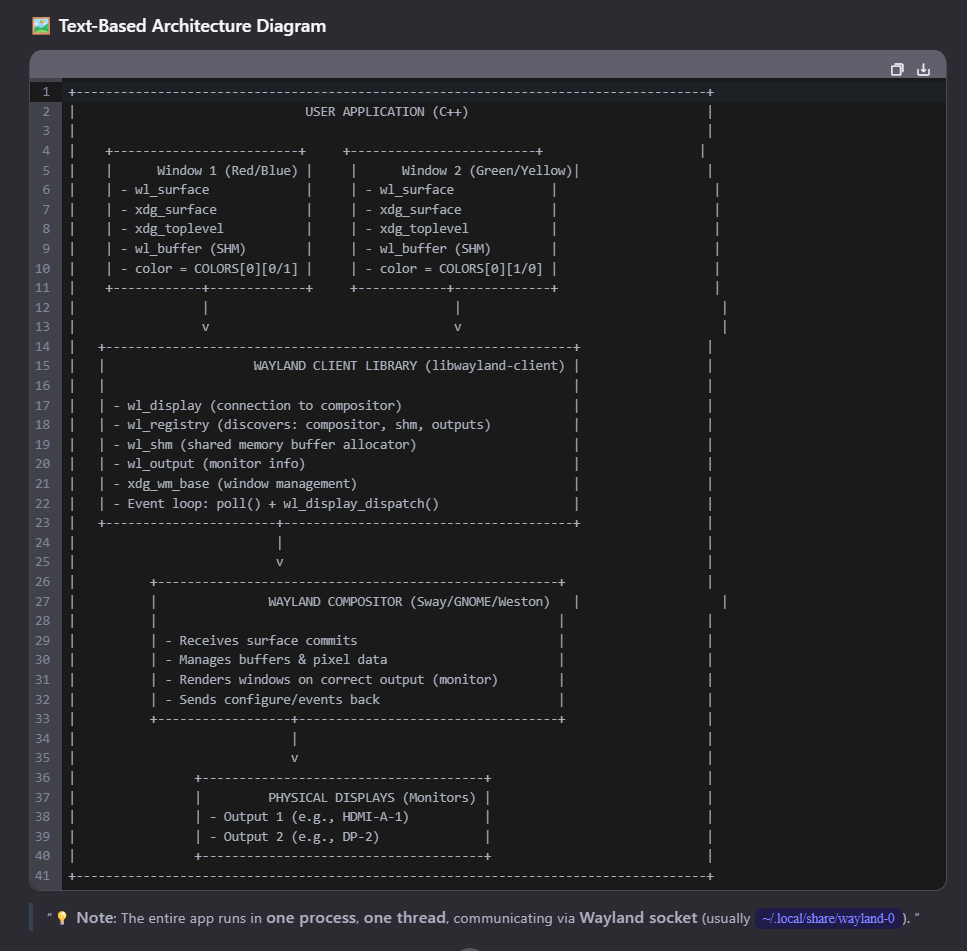 🖼️ Text-Based Architecture Diagram
1 +-------------------------------------------------------------------------------------+
2 |                               USER APPLICATION (C++)                                |
3 |                                                                                     |
4 |    +-------------------------+     +-------------------------+                     |
5 |    |      Window 1 (Red/Blue) |     |      Window 2 (Green/Yellow)|                 |
6 |    | - wl_surface             |     | - wl_surface             |                     |
7 |    | - xdg_surface            |     | - xdg_surface            |                     |
8 |    | - xdg_toplevel           |     | - xdg_toplevel           |                     |
9 |    | - wl_buffer (SHM)        |     | - wl_buffer (SHM)        |                     |
10 |    | - color = COLORS[0][0/1] |     | - color = COLORS[0][1/0] |                     |
11 |    +------------+-------------+     +------------+-------------+                     |
12 |                 |                                 |                                   |
13 |                 v                                 v                                   |
14 |   +---------------------------------------------------------------+                 |
15 |   |                    WAYLAND CLIENT LIBRARY (libwayland-client) |                 |
16 |   |                                                               |                 |
17 |   | - wl_display (connection to compositor)                       |                 |
18 |   | - wl_registry (discovers: compositor, shm, outputs)           |                 |
19 |   | - wl_shm (shared memory buffer allocator)                     |                 |
20 |   | - wl_output (monitor info)                                    |                 |
21 |   | - xdg_wm_base (window management)                             |                 |
22 |   | - Event loop: poll() + wl_display_dispatch()                  |                 |
23 |   +-----------------------+---------------------------------------+                 |
24 |                           |                                                         |
25 |                           v                                                         |
26 |          +------------------------------------------------------+                   |
27 |          |               WAYLAND COMPOSITOR (Sway/GNOME/Weston)   |                   |
28 |          |                                                      |                   |
29 |          | - Receives surface commits                           |                   |
30 |          | - Manages buffers & pixel data                       |                   |
31 |          | - Renders windows on correct output (monitor)        |                   |
32 |          | - Sends configure/events back                        |                   |
33 |          +------------------+-----------------------------------+                   |
34 |                             |                                                       |
35 |                             v                                                       |
36 |                +--------------------------------------+                             |
37 |                |         PHYSICAL DISPLAYS (Monitors) |                             |
38 |                | - Output 1 (e.g., HDMI-A-1)          |                             |
39 |                | - Output 2 (e.g., DP-2)              |                             |
40 |                +--------------------------------------+                             |
41 +-------------------------------------------------------------------------------------+
“💡 Note: The entire app runs in one process, one thread, communicating via Wayland socket (usually ~/.local/share/wayland-0 ). ”